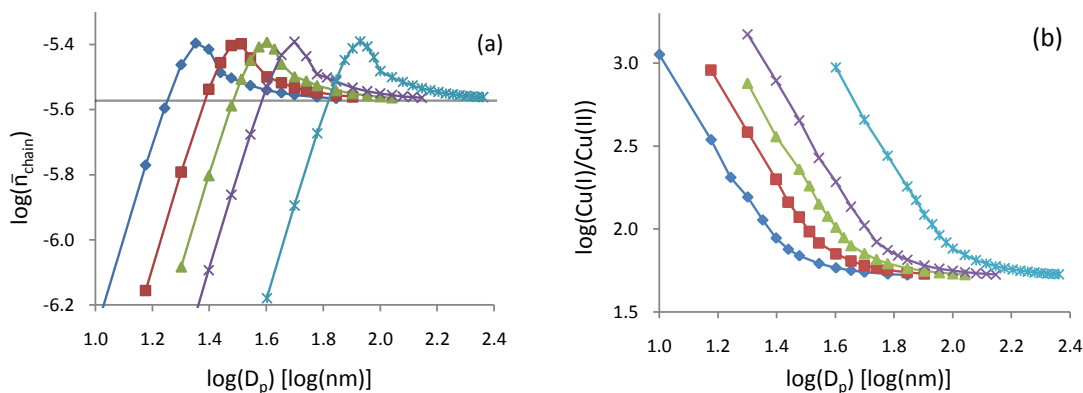 (a)
log(n̄chain)
-5.4
-5.6
-5.8
-6.0
-6.2
1.0 1.2 1.4 1.6 1.8 2.0 2.2 2.4
log(Dp) [log(nm)]
(b)
log(Cu(I)/Cu(II))
3.0
2.5
2.0
1.5
1.0 1.2 1.4 1.6 1.8 2.0 2.2 2.4
log(Dp) [log(nm)]